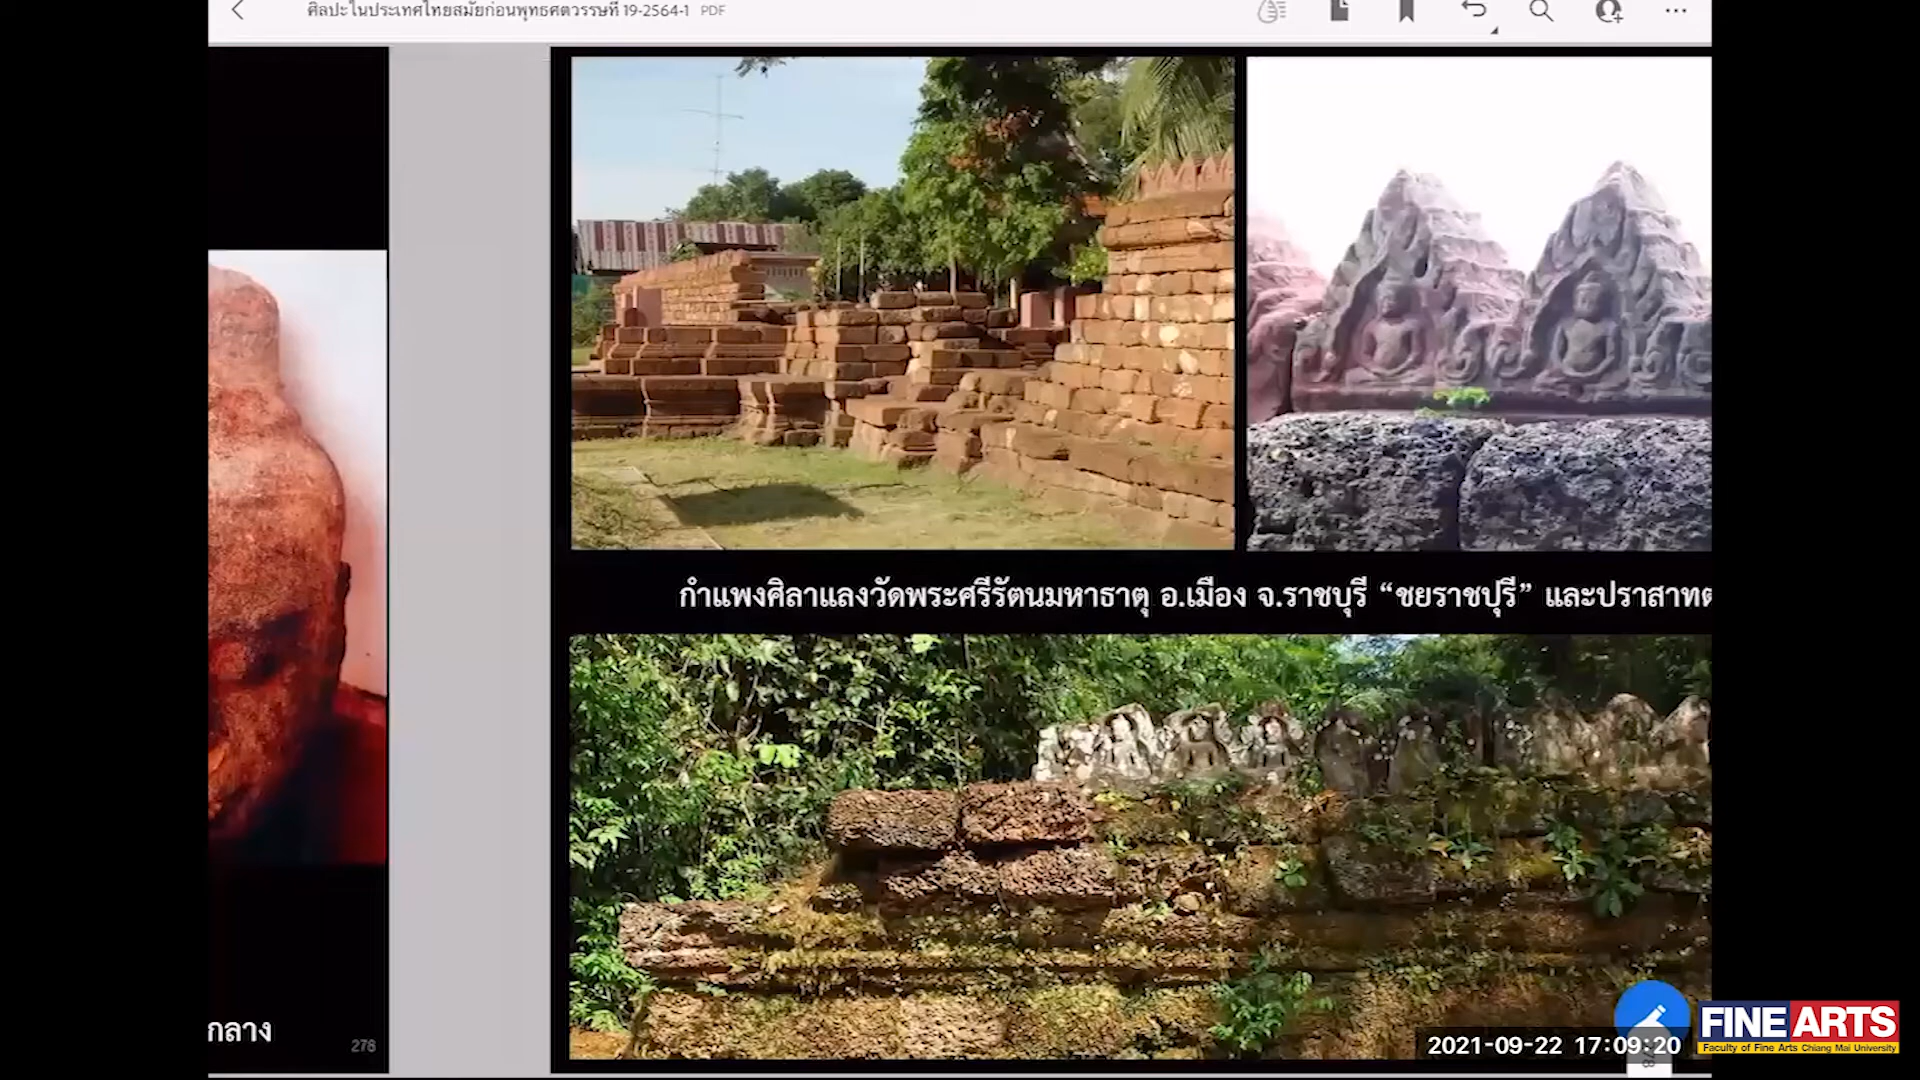 ศิลปะในประเทศไทยสมัยก่อนพุทธศตวรรษที่ 19-2564-1 PDF
กำแพงศิลาแลงวัดพระศรีรัตนมหาธาตุ อ.เมือง จ.ราชบุรี “ชยราชปุรี” และปราสาทต
กลาง
278
2021-09-22 17:09:20
FINE ARTS
Faculty of Fine Arts Chiang Mai University